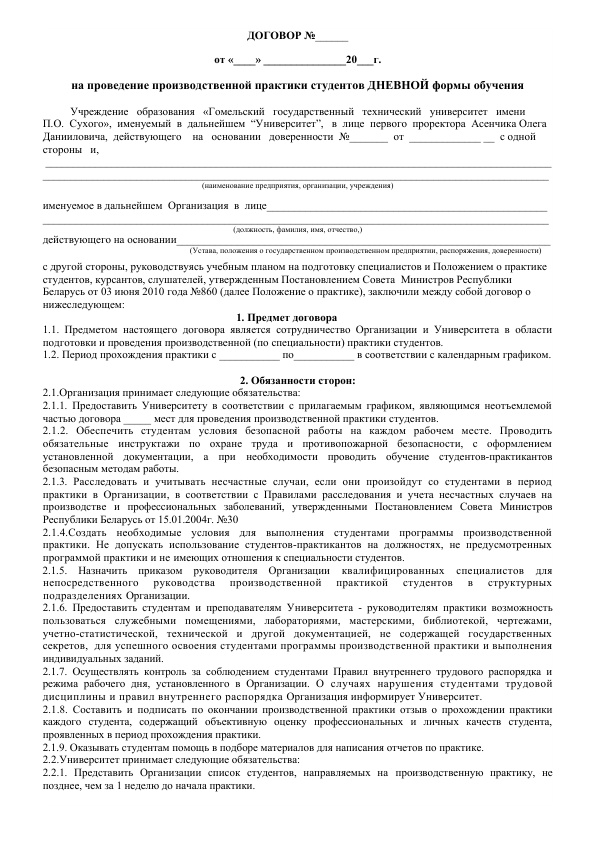 ДОГОВОР №______
от «____» _______________20___г.
на проведение производственной практики студентов ДНЕВНОЙ формы обучения
Учреждение образования «Гомельский государственный технический университет имени
П.О. Сухого», именуемый в дальнейшем “Университет”, в лице первого проректора Асенчика Олега
Данииловича, действующего на основании доверенности №_______ от _____________ __ с одной
стороны и,
(наименование предприятия, организации, учреждения)
именуемое в дальнейшем Организация в лице___________________________________________________
(должность, фамилия, имя, отчество,)
действующего на основании____________________________________________________________________
(Устава, положения о государственном производственном предприятии, распоряжения, доверенности)
с другой стороны, руководствуясь учебным планом на подготовку специалистов и Положением о практике
студентов, курсантов, слушателей, утвержденным Постановлением Совета Министров Республики
Беларусь от 03 июня 2010 года №860 (далее Положение о практике), заключили между собой договор о
нижеследующем:
1. Предмет договора
1.1. Предметом настоящего договора является сотрудничество Организации и Университета в области
подготовки и проведения производственной (по специальности) практики студентов.
1.2. Период прохождения практики с ___________ по___________ в соответствии с календарным графиком.
2. Обязанности сторон:
2.1.Организация принимает следующие обязательства:
2.1.1. Предоставить Университету в соответствии с прилагаемым графиком, являющимся неотъемлемой
частью договора _____ мест для проведения производственной практики студентов.
2.1.2. Обеспечить студентам условия безопасной работы на каждом рабочем месте. Проводить
обязательные инструктажи по охране труда и противопожарной безопасности, с оформлением
установленной документации, а при необходимости проводить обучение студентов-практикантов
безопасным методам работы.
2.1.3. Расследовать и учитывать несчастные случаи, если они произойдут со студентами в период
практики в Организации, в соответствии с Правилами расследования и учета несчастных случаев на
производстве и профессиональных заболеваний, утвержденными Постановлением Совета Министров
Республики Беларусь от 15.01.2004г. №30
2.1.4.Создать необходимые условия для выполнения студентами программы производственной
практики. Не допускать использование студентов-практикантов на должностях, не предусмотренных
программой практики и не имеющих отношения к специальности студентов.
2.1.5. Назначить приказом руководителя Организации квалифицированных специалистов для
непосредственного руководства производственной практикой студентов в структурных
подразделениях Организации.
2.1.6. Предоставить студентам и преподавателям Университета - руководителям практики возможность
пользоваться служебными помещениями, лабораториями, мастерскими, библиотекой, чертежами,
учетно-статистической, технической и другой документацией, не содержащей государственных
секретов, для успешного освоения студентами программы производственной практики и выполнения
индивидуальных заданий.
2.1.7. Осуществлять контроль за соблюдением студентами Правил внутреннего трудового распорядка и
режима рабочего дня, установленного в Организации. О случаях нарушения студентами трудовой
дисциплины и правил внутреннего распорядка Организация информирует Университет.
2.1.8. Составить и подписать по окончании производственной практики отзыв о прохождении практики
каждого студента, содержащий объективную оценку профессиональных и личных качеств студента,
проявленных в период прохождения практики.
2.1.9. Оказывать студентам помощь в подборе материалов для написания отчетов по практике.
2.2.Университет принимает следующие обязательства:
2.2.1. Представить Организации список студентов, направляемых на производственную практику, не
позднее, чем за 1 неделю до начала практики.